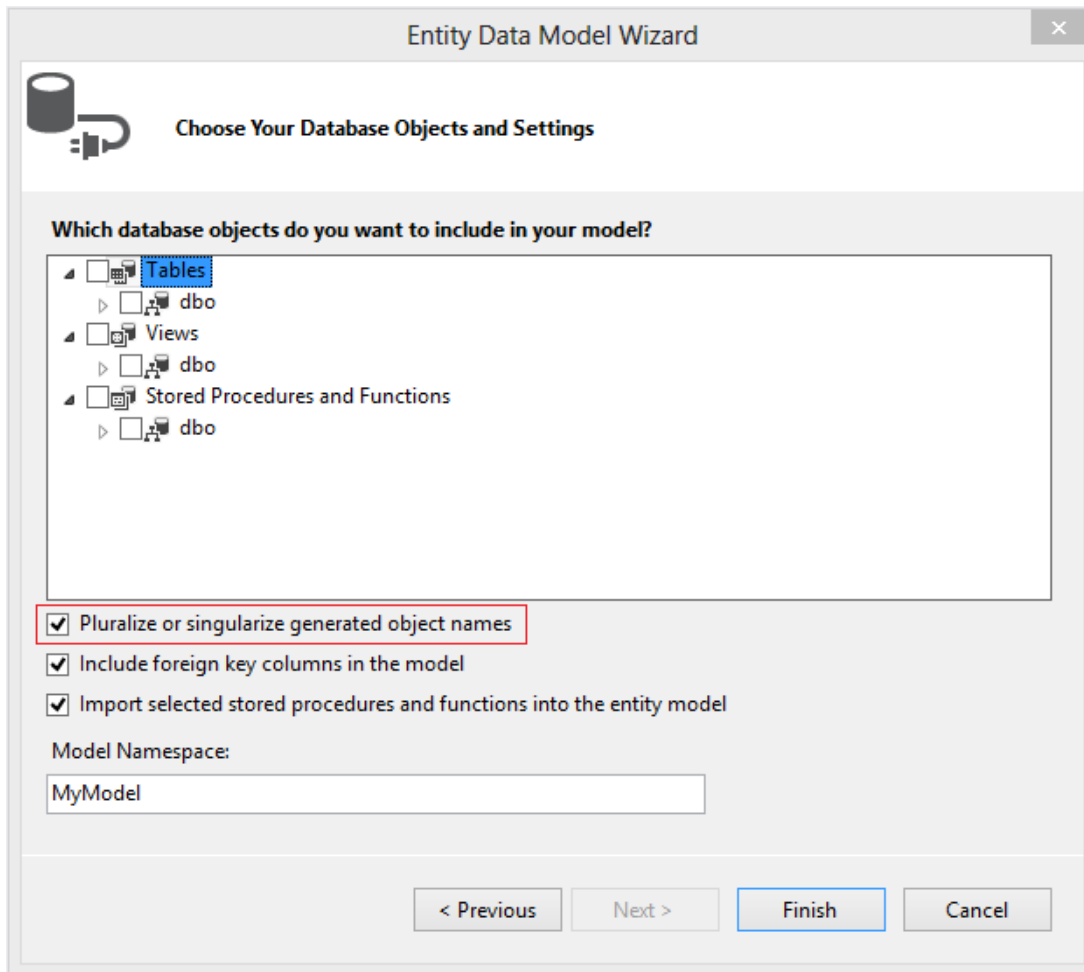 Entity Data Model Wizard
Choose Your Database Objects and Settings
Which database objects do you want to include in your model?
Tables
dbo
Views
dbo
Stored Procedures and Functions
dbo
Pluralize or singularize generated object names
Include foreign key columns in the model
Import selected stored procedures and functions into the entity model
Model Namespace:
MyModel
< Previous Next > Finish Cancel